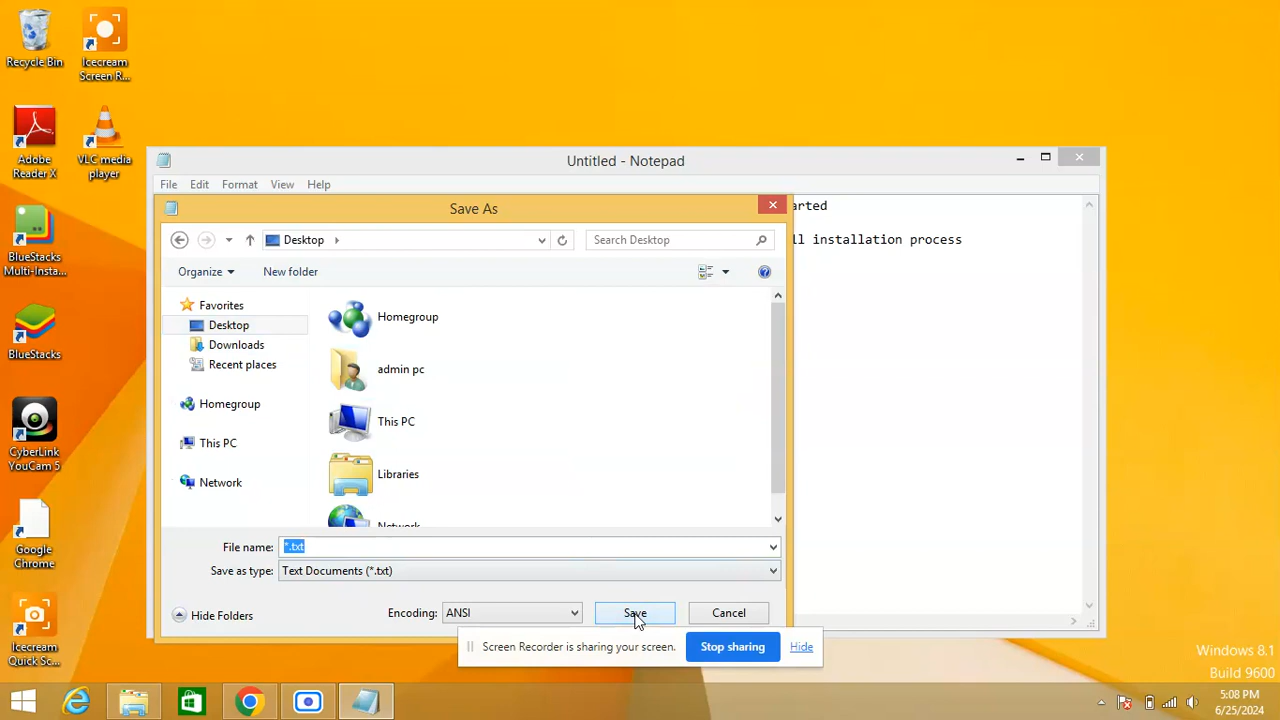 Recycle Bin
Icecream
Screen R...
Adobe
Reader X
VLC media
player
BlueStacks
Multi-Insta...
BlueStacks
CyberLink
YouCam 5
Google
Chrome
Icecream
Quick Sc...
Untitled - Notepad
File Edit Format View Help
arted
ll installation process
Save As
Desktop
Search Desktop
Organize
New folder
Favorites
Desktop
Downloads
Recent places
Homegroup
This PC
Network
Homegroup
admin pc
This PC
Libraries
Network
File name: *.txt
Save as type: Text Documents (*.txt)
Hide Folders
Encoding: ANSI
Save
Cancel
Screen Recorder is sharing your screen.
Stop sharing
Hide
Windows 8.1
Build 9600
5:08 PM
6/25/2024